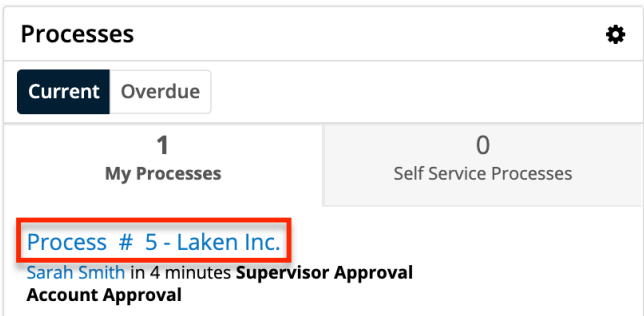 Processes
Current Overdue
1 0
My Processes Self Service Processes
Process # 5 - Laken Inc.
Sarah Smith in 4 minutes Supervisor Approval
Account Approval